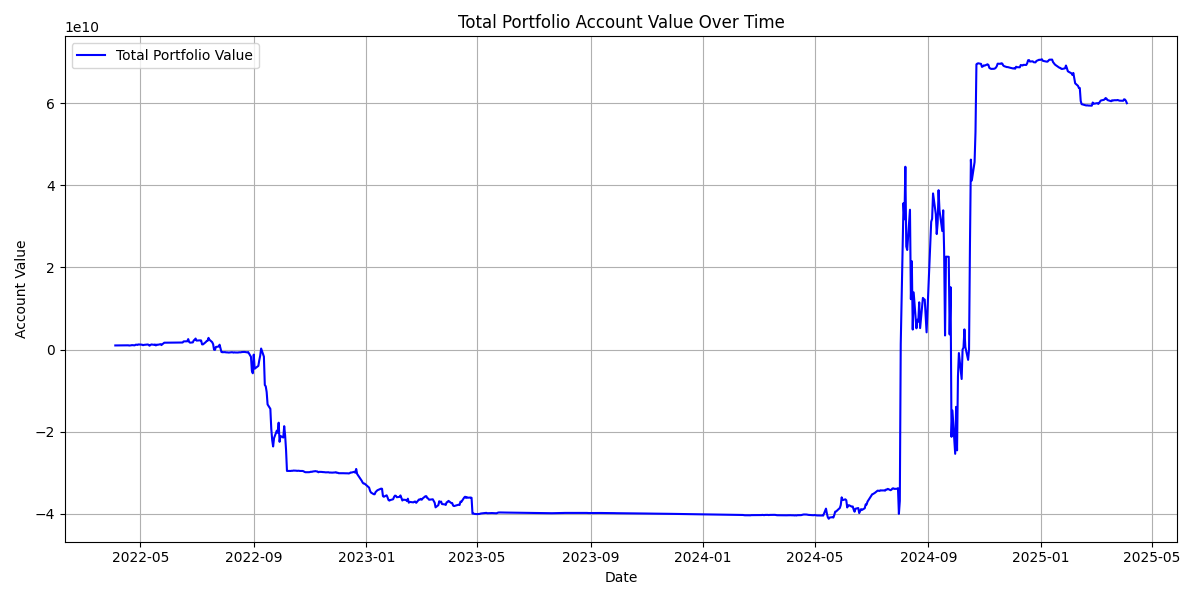 Total Portfolio Account Value Over Time
1e10
Total Portfolio Value
6
4
2
0
−2
−4
Account Value
2022-05 2022-09 2023-01 2023-05 2023-09 2024-01 2024-05 2024-09 2025-01 2025-05
Date